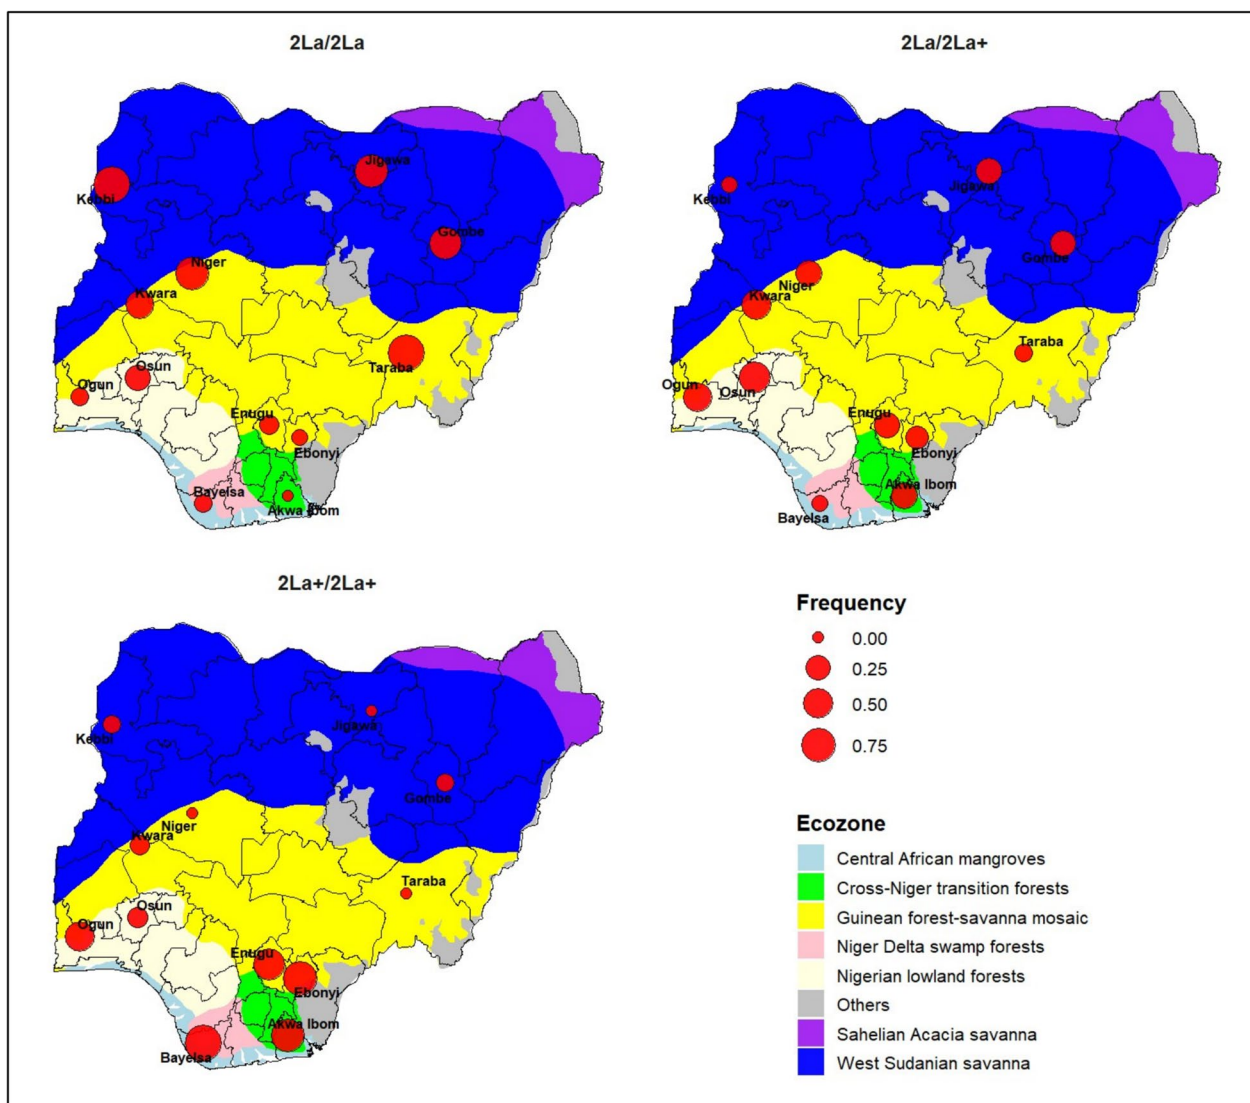 2La/2La
Jigawa
Kebbi
Gombe
Niger
Kwara
Taraba
Osun
Ogun
Enugu
Ebonyi
Bayelsa
Akwa Ibom
2La/2La+
Kebbi
Jigawa
Gombe
Niger
Kwara
Taraba
Ogun
Osun
Enugu
Ebonyi
Akwa Ibom
Bayelsa
2La+/2La+
Jigawa
Kebbi
Gombe
Niger
Kwara
Taraba
Osun
Ogun
Enugu
Ebonyi
Akwa Ibom
Bayelsa
Frequency
0.00
0.25
0.50
0.75
Ecozone
Central African mangroves
Cross-Niger transition forests
Guinean forest-savanna mosaic
Niger Delta swamp forests
Nigerian lowland forests
Others
Sahelian Acacia savanna
West Sudanian savanna